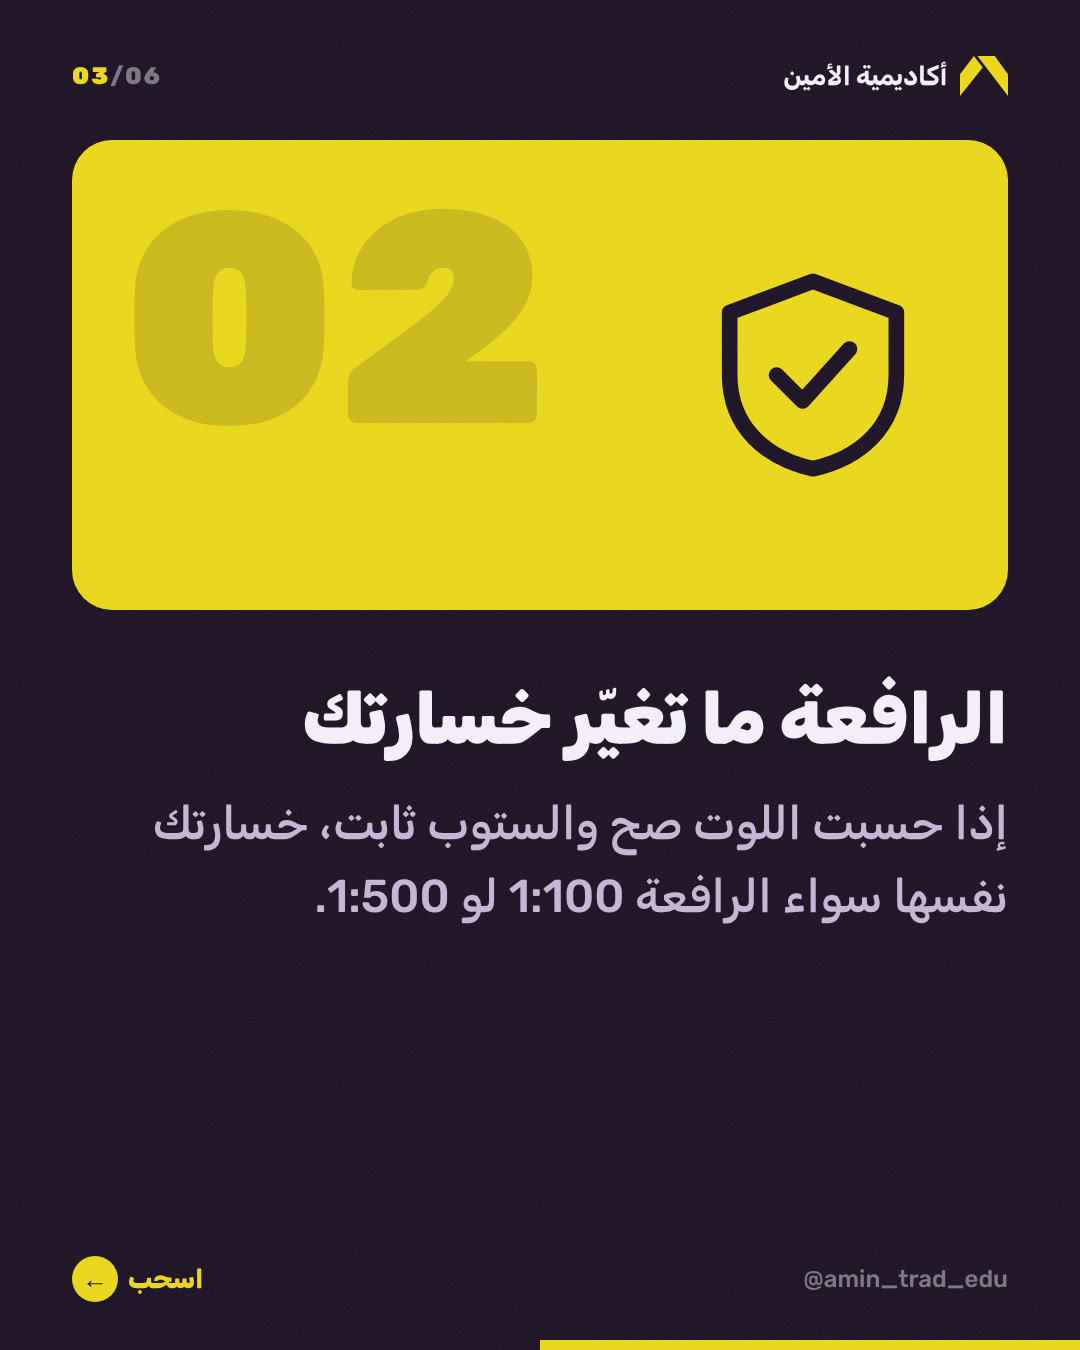 أكاديمية الأمين
03/06
02
الرافعة ما تغيّر خسارتك
إذا حسبت اللوت صح والستوب ثابت، خسارتك
نفسها سواء الرافعة 1:100 لو 1:500.
@amin_trad_edu
اسحب ←